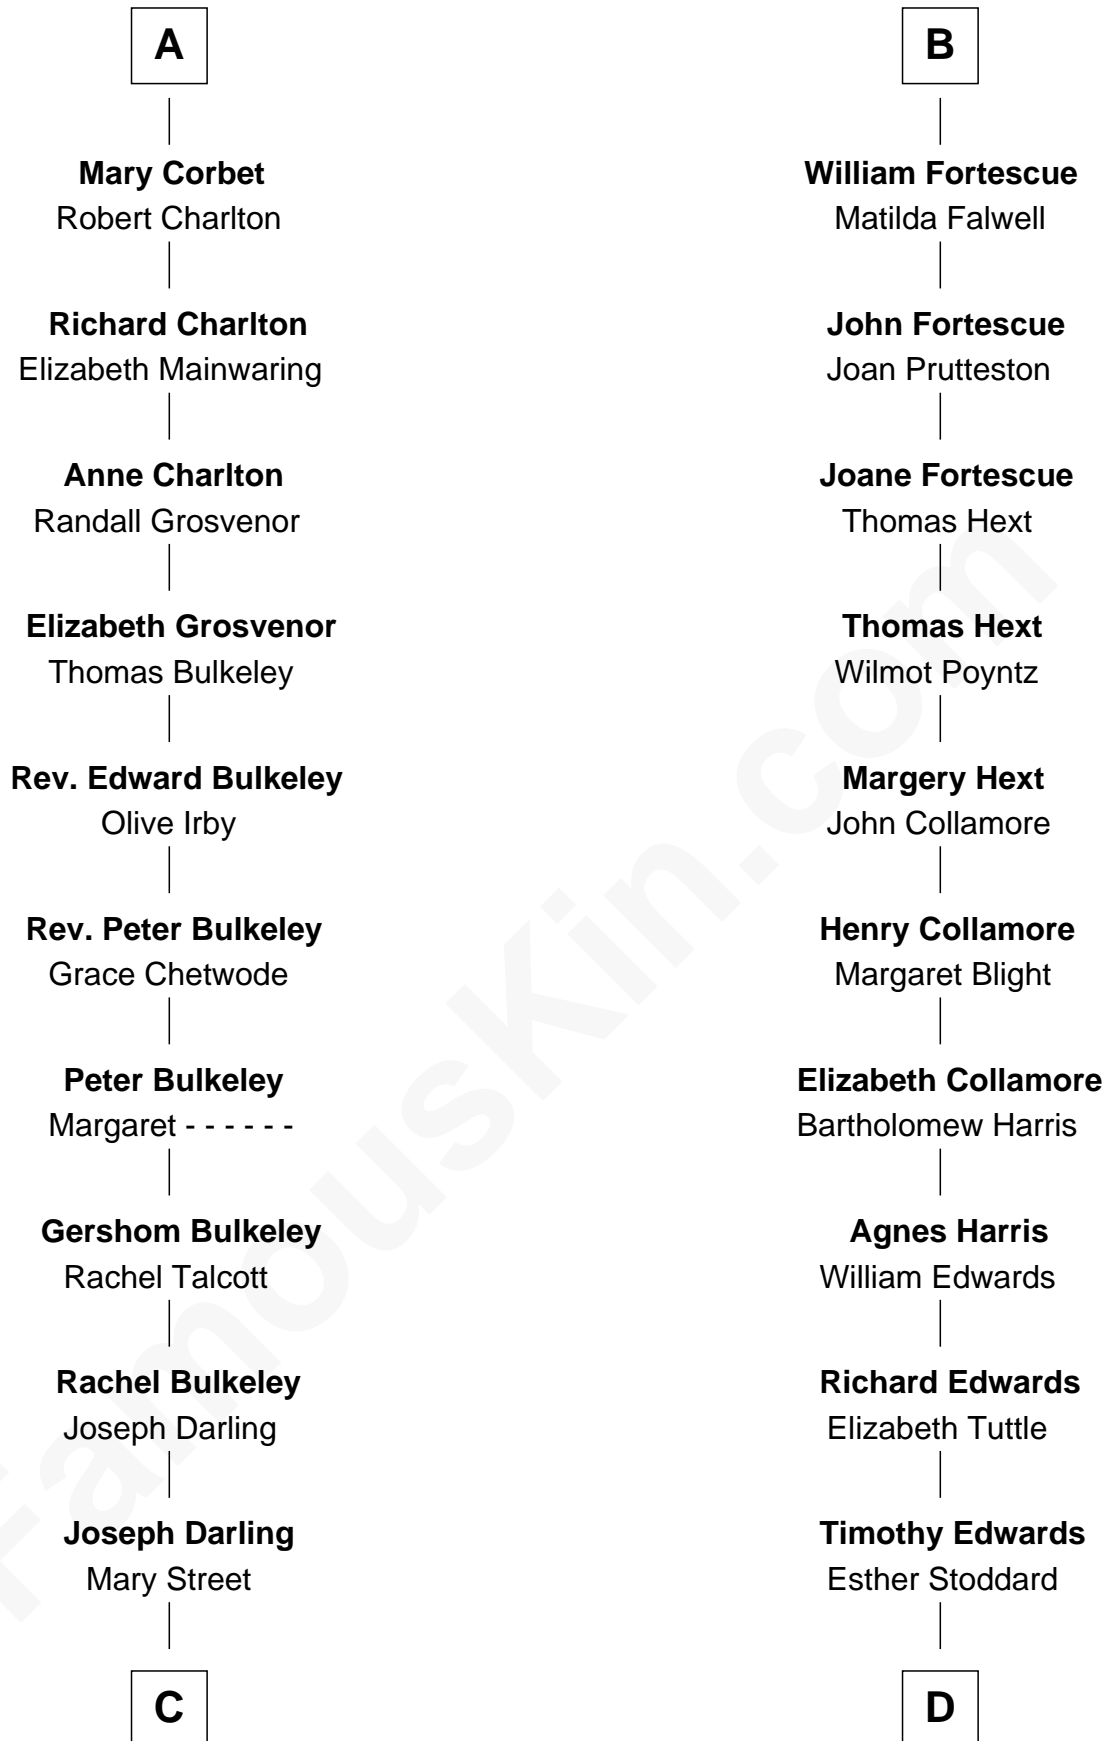 A
Mary Corbet
Robert Charlton
Richard Charlton
Elizabeth Mainwaring
Anne Charlton
Randall Grosvenor
Elizabeth Grosvenor
Thomas Bulkeley
Rev. Edward Bulkeley
Olive Irby
Rev. Peter Bulkeley
Grace Chetwode
Peter Bulkeley
Margaret - - - - - -
Gershom Bulkeley
Rachel Talcott
Rachel Bulkeley
Joseph Darling
Joseph Darling
Mary Street
C
B
William Fortescue
Matilda Falwell
John Fortescue
Joan Prutteston
Joane Fortescue
Thomas Hext
Thomas Hext
Wilmot Poyntz
Margery Hext
John Collamore
Henry Collamore
Margaret Blight
Elizabeth Collamore
Bartholomew Harris
Agnes Harris
William Edwards
Richard Edwards
Elizabeth Tuttle
Timothy Edwards
Esther Stoddard
D
FamousKin.com